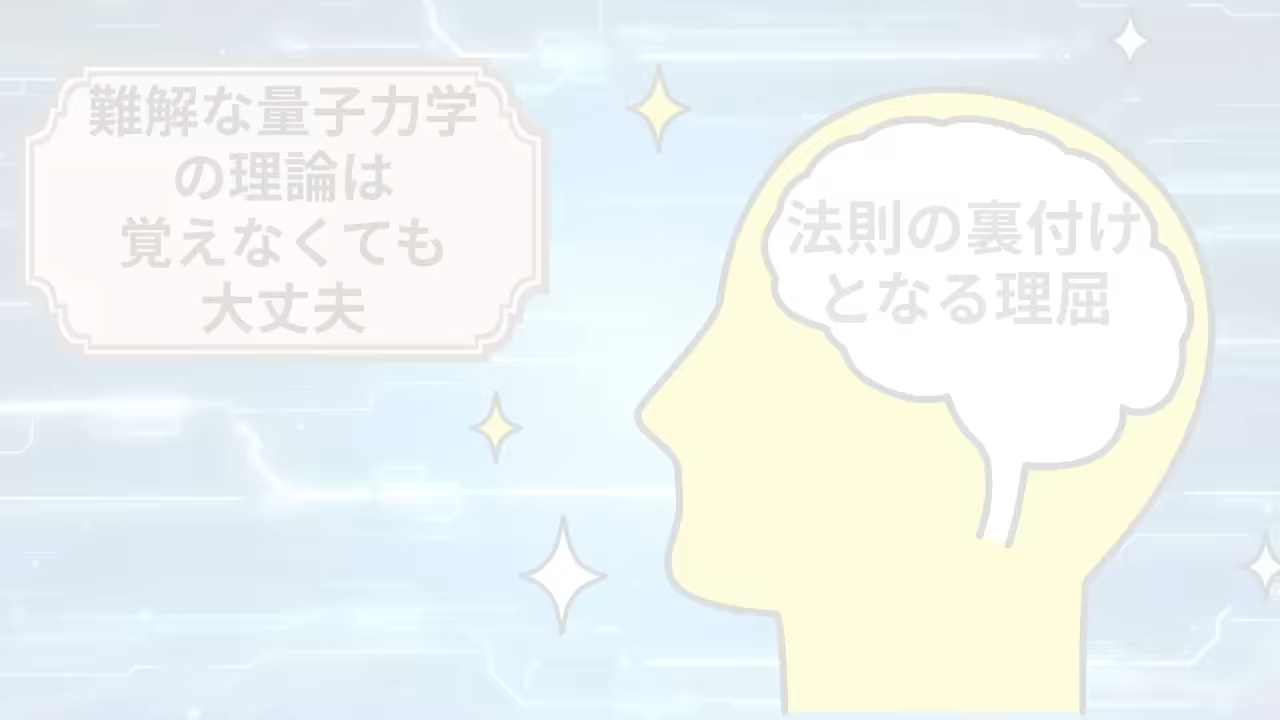 難解な量子力学
の理論は
覚えなくても
大丈夫
法則の裏付け
となる理屈